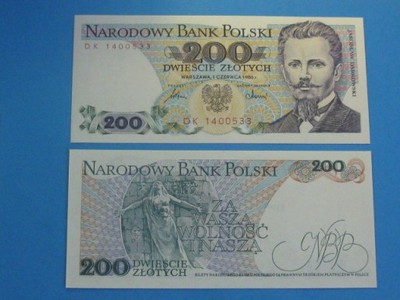 NARODOWY BANK POLSKI
DK 1400533
200
DWIEŚCIE ZŁOTYCH
WARSZAWA, 1 CZERWCA 1986 r.
DK 1400533
200
NARODOWY BANK POLSKI
200
ZA
WASZĄ
WOLNOŚĆ
I NASZĄ
NBP
200
DWIEŚCIE
ZŁOTYCH